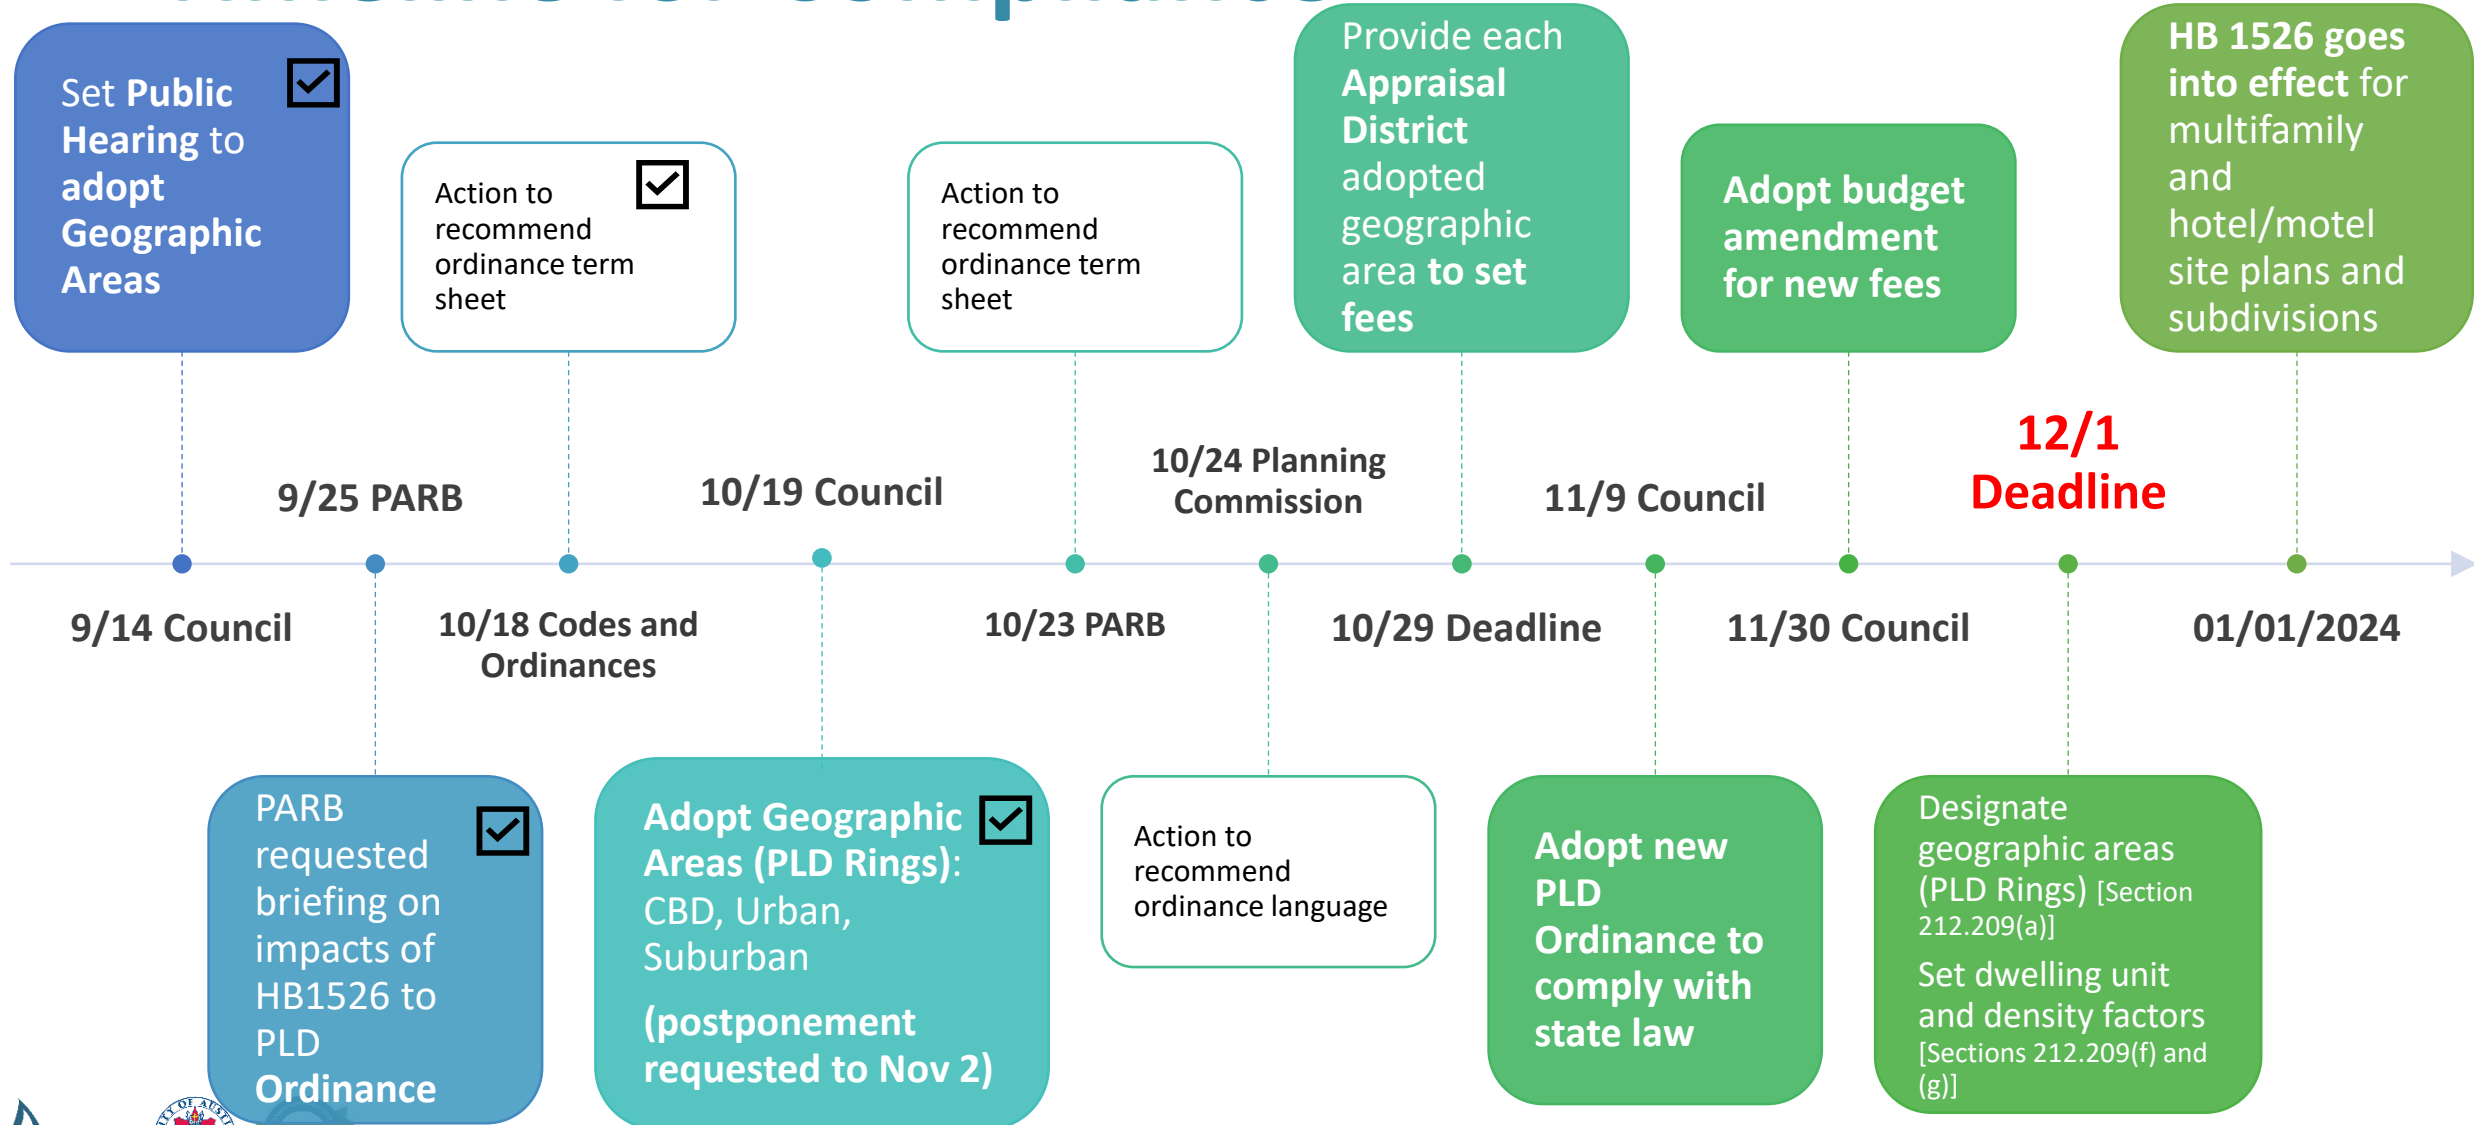 Timeline for Compliance
Set Public
Hearing to
adopt
Geographic
Areas
Action to
recommend
ordinance term
sheet
Action to
recommend
ordinance term
sheet
Provide each
Appraisal
District
adopted
geographic
area to set
fees
Adopt budget
amendment
for new fees
HB 1526 goes
into effect for
multifamily
and
hotel/motel
site plans and
subdivisions
9/25 PARB
10/19 Council
10/24 Planning
Commission
11/9 Council
12/1
Deadline
9/14 Council
10/18 Codes and
Ordinances
10/23 PARB
10/29 Deadline
11/30 Council
01/01/2024
PARB
requested
briefing on
impacts of
HB1526 to
PLD
Ordinance
Adopt Geographic
Areas (PLD Rings):
CBD, Urban,
Suburban
(postponement
requested to Nov 2)
Action to
recommend
ordinance language
Adopt new
PLD
Ordinance to
comply with
state law
Designate
geographic areas
(PLD Rings) [Section
212.209(a)]
Set dwelling unit
and density factors
[Sections 212.209(f) and
(g)]